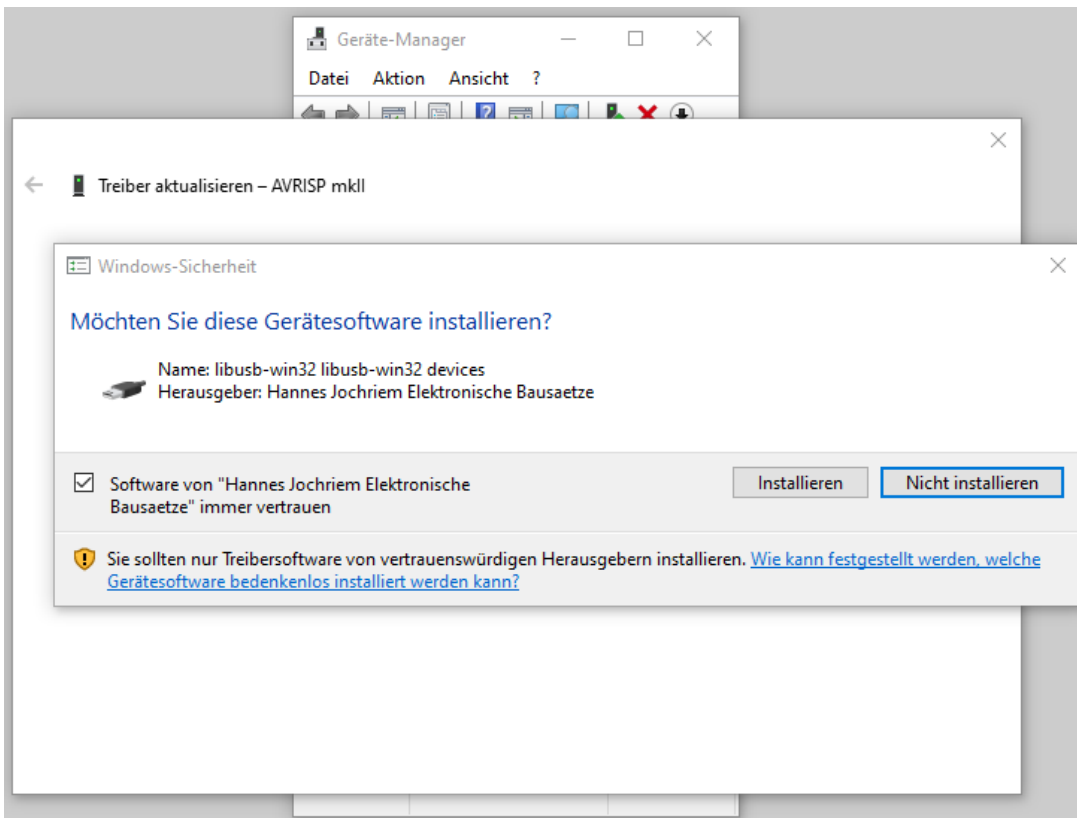 Geräte-Manager
Datei Aktion Ansicht ?
Treiber aktualisieren – AVRISP mkII
Windows-Sicherheit
Möchten Sie diese Gerätesoftware installieren?
Name: libusb-win32 libusb-win32 devices
Herausgeber: Hannes Jochriem Elektronische Bausaetze
Software von "Hannes Jochriem Elektronische
Bausaetze" immer vertrauen
Installieren
Nicht installieren
Sie sollten nur Treibersoftware von vertrauenswürdigen Herausgebern installieren. Wie kann festgestellt werden, welche
Gerätesoftware bedenkenlos installiert werden kann?